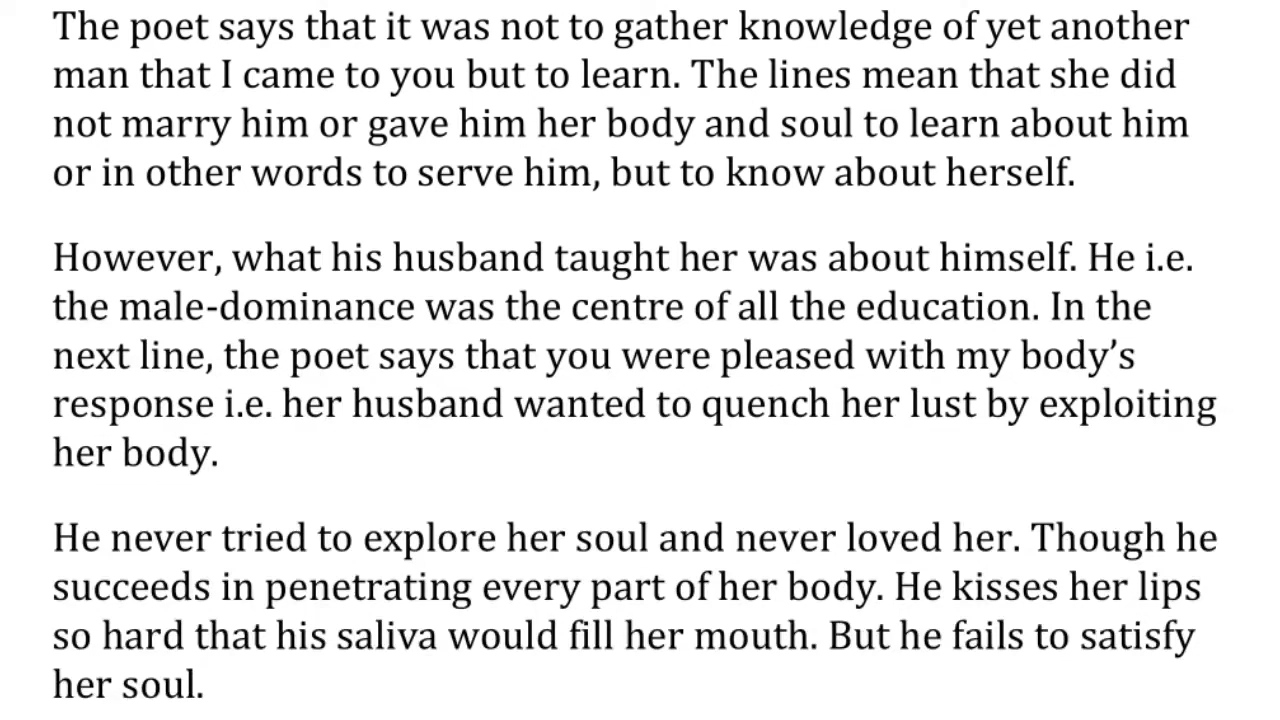 The poet says that it was not to gather knowledge of yet another
man that I came to you but to learn. The lines mean that she did
not marry him or gave him her body and soul to learn about him
or in other words to serve him, but to know about herself.
However, what his husband taught her was about himself. He i.e.
the male-dominance was the centre of all the education. In the
next line, the poet says that you were pleased with my body’s
response i.e. her husband wanted to quench her lust by exploiting
her body.
He never tried to explore her soul and never loved her. Though he
succeeds in penetrating every part of her body. He kisses her lips
so hard that his saliva would fill her mouth. But he fails to satisfy
her soul.